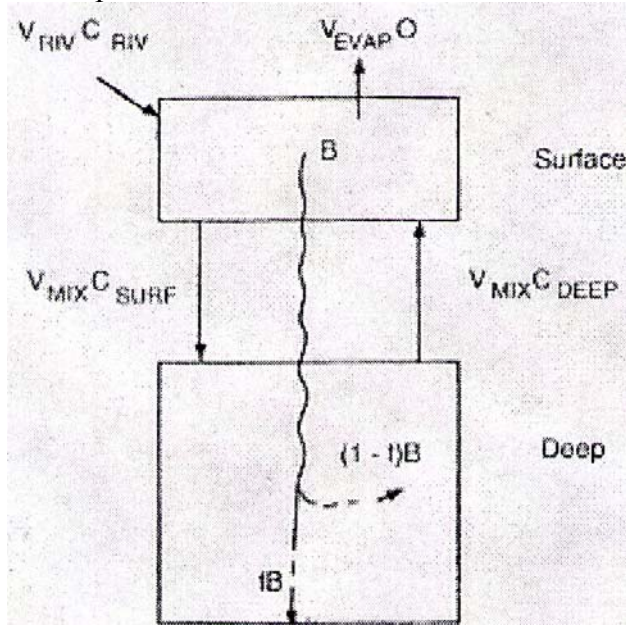 V_RIV C_RIV
V_EVAP O
B
Surface
V_MIX C_SURF
V_MIX C_DEEP
(1 - f)B
Deep
fB